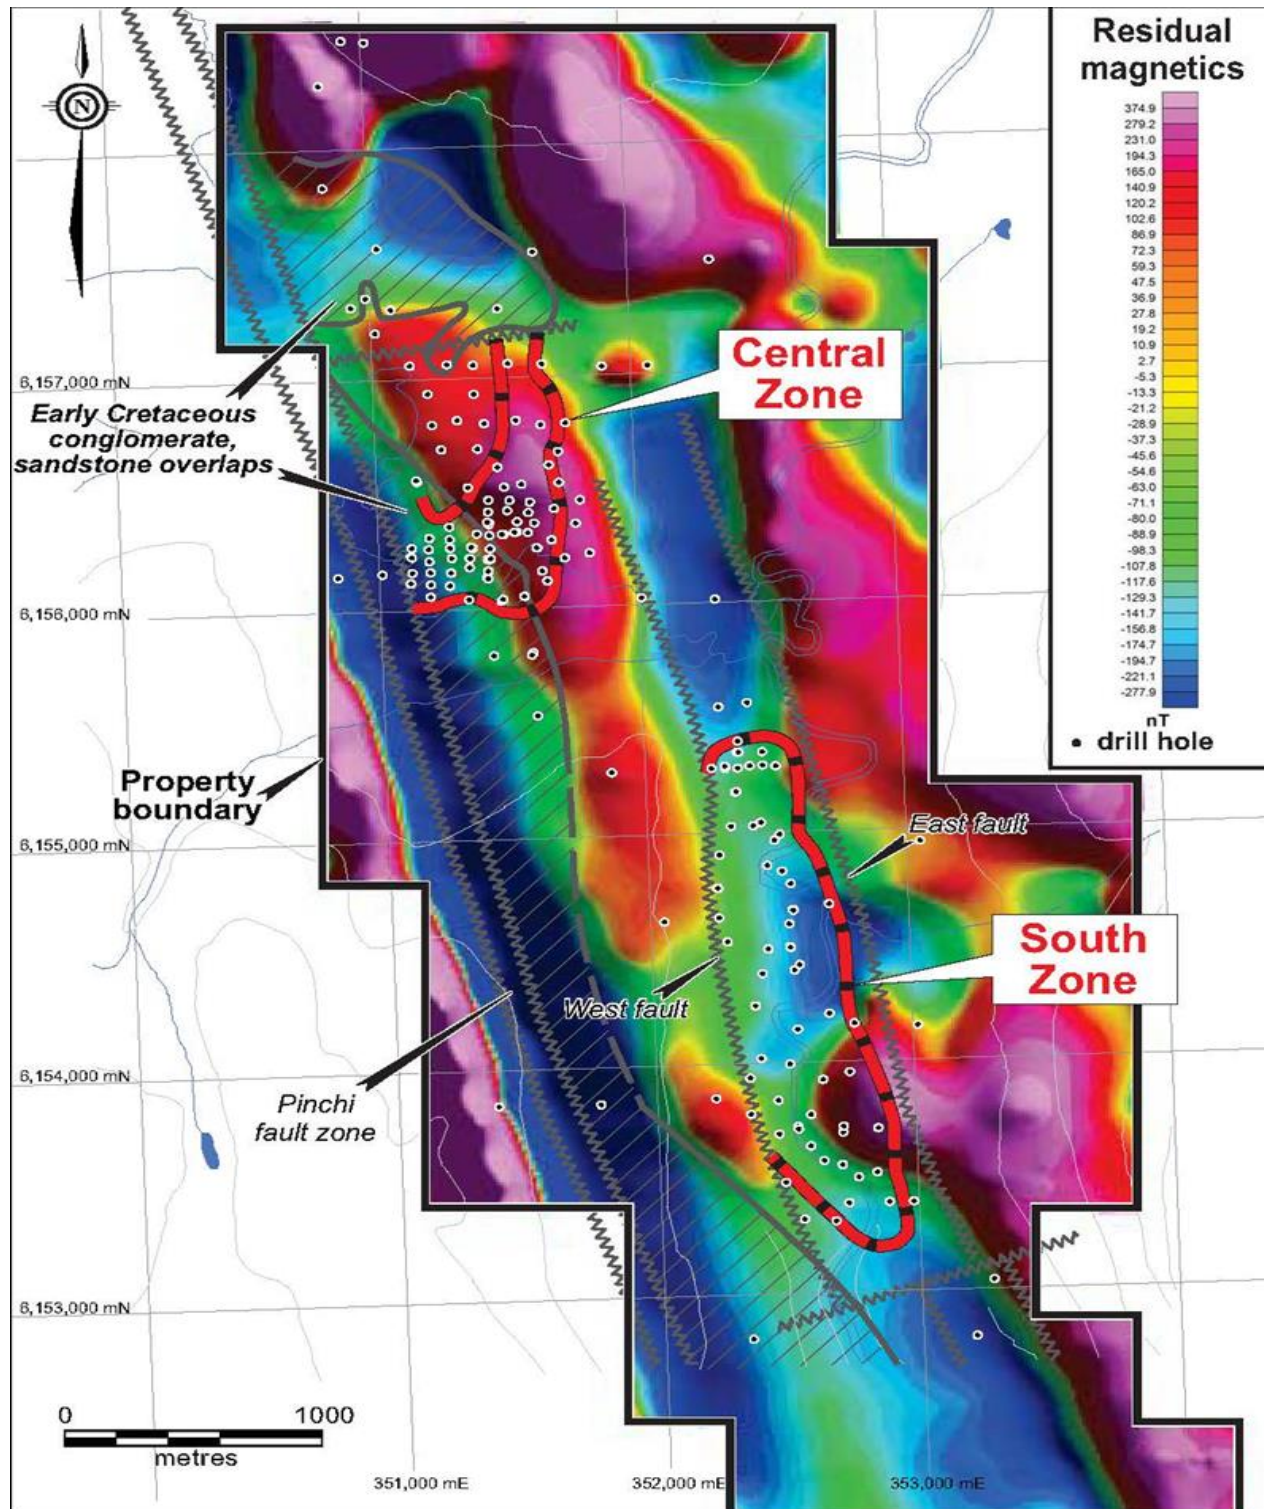 Residual
magnetics
374.9
279.2
231.0
194.3
165.0
140.9
120.2
102.6
86.9
72.3
59.3
47.5
36.9
27.8
19.2
10.9
2.7
-5.3
-13.3
-21.2
-28.9
-37.3
-45.6
-54.6
-63.0
-71.1
-80.0
-88.9
-98.3
-107.8
-117.6
-129.3
-141.7
-156.8
-174.7
-194.7
-221.1
-277.9
nT
drill hole
N
Central
Zone
6,157,000 mN
Early Cretaceous
conglomerate,
sandstone overlaps
6,156,000 mN
Property
boundary
6,155,000 mN
East fault
South
Zone
West fault
6,154,000 mN
Pinchi
fault zone
6,153,000 mN
0 1000
metres
351,000 mE 352,000 mE 353,000 mE